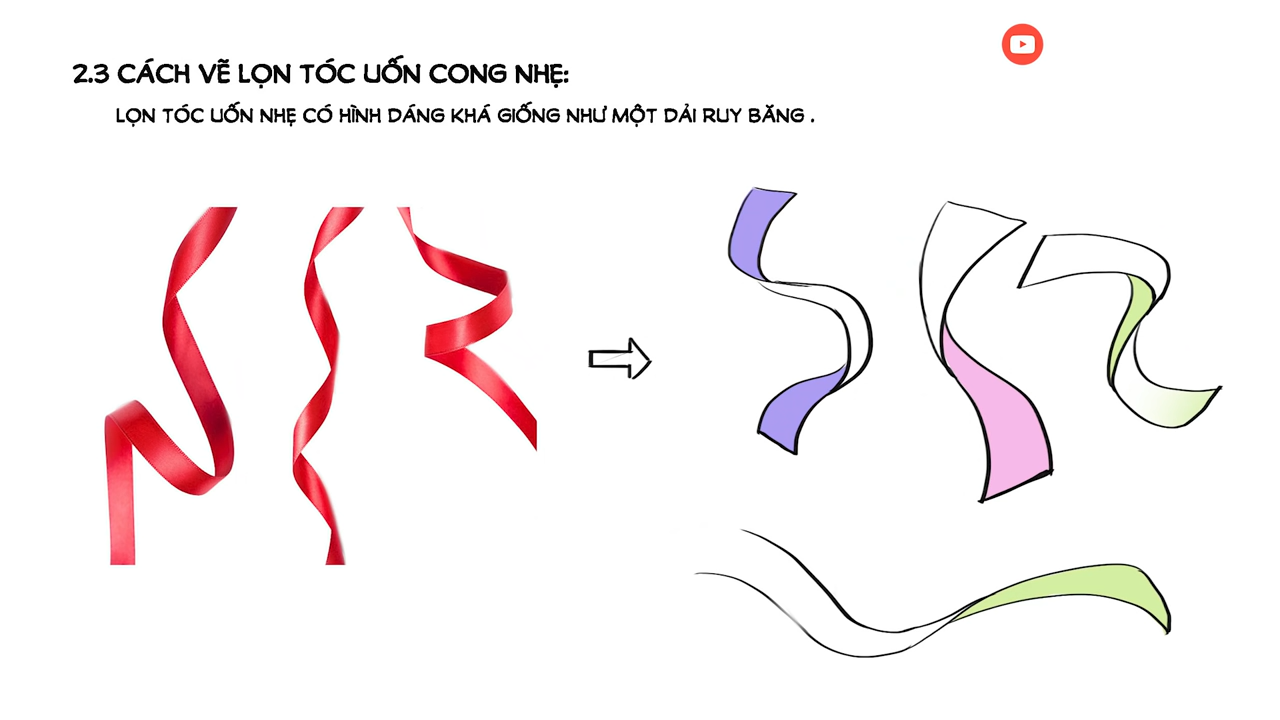 2.3 CÁCH VẼ LỌN TÓC UỐN CONG NHẸ:
LỌN TÓC UỐN NHẸ CÓ HÌNH DÁNG KHÁ GIỐNG NHƯ MỘT DẢI RUY BĂNG .